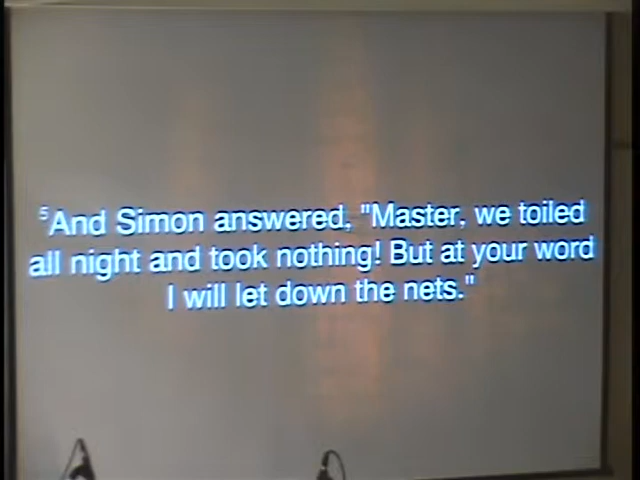 ⁵And Simon answered, "Master, we toiled
all night and took nothing! But at your word
I will let down the nets."